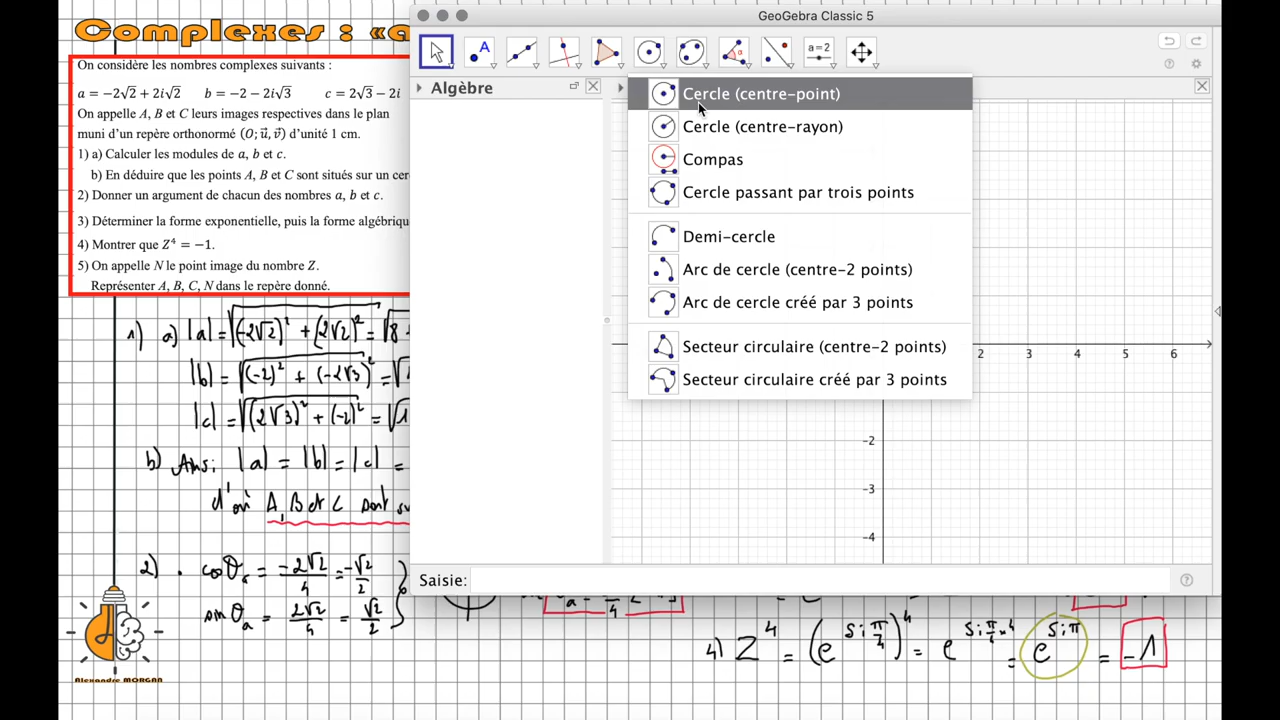 Complexes : «a
On considère les nombres complexes suivants :
a = −2√2 + 2i√2   b = −2 − 2i√3   c = 2√3 − 2i
On appelle A, B et C leurs images respectives dans le plan
muni d'un repère orthonormé (O; u⃗, v⃗) d'unité 1 cm.
1) a) Calculer les modules de a, b et c.
b) En déduire que les points A, B et C sont situés sur un cer
2) Donner un argument de chacun des nombres a, b et c.
3) Déterminer la forme exponentielle, puis la forme algébrique
4) Montrer que Z⁴ = −1.
5) On appelle N le point image du nombre Z.
Représenter A, B, C, N dans le repère donné.
1) a) |a| = √((-2√2)² + (2√2)²) = √8 +
|b| = √((-2)² + (-2√3)²) =
|c| = √((2√3)² + (-2)²) =
b) Ainsi |a| = |b| = |c| =
d'où A, B et C sont su
2) . cos θa = -2√2/4 = -√2/2
sin θa = 2√2/4 = √2/2
4) Z⁴ = (e^(5iπ/4))⁴ = e^(5iπ/4×4) = e^(5iπ) = -1
Alexandre MORGAN
GeoGebra Classic 5
A
α
a=2
Algèbre
Cercle (centre-point)
Cercle (centre-rayon)
Compas
Cercle passant par trois points
Demi-cercle
Arc de cercle (centre-2 points)
Arc de cercle créé par 3 points
Secteur circulaire (centre-2 points)
Secteur circulaire créé par 3 points
2 3 4 5 6
−2
−3
−4
Saisie: